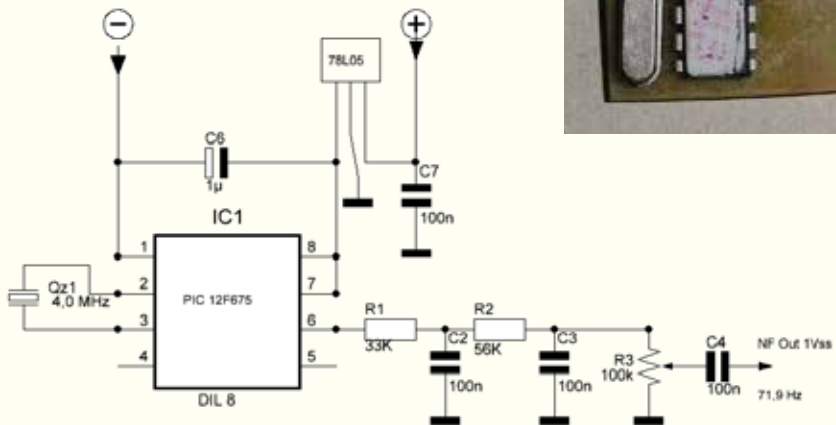 − +
78L05
C6
1µ
C7
100n
IC1
1 8
2 7
3 6
4 5
Qz1
4,0 MHz
PIC 12F675
DIL 8
R1
33K
R2
56K
C2
100n
C3
100n
R3
100k
C4
100n
NF Out 1Vss
71,9 Hz